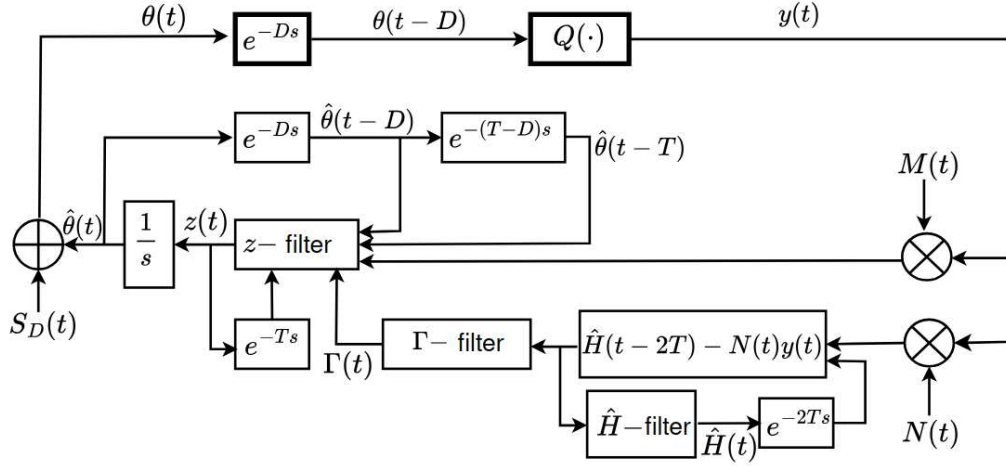 θ(t)
e^{-Ds}
θ(t − D)
Q(·)
y(t)
e^{-Ds}
θ̂(t − D)
e^{-(T-D)s}
θ̂(t − T)
M(t)
θ̂(t)
1/s
z(t)
z− filter
S_D(t)
e^{-Ts}
Γ(t)
Γ− filter
Ĥ(t − 2T) − N(t)y(t)
Ĥ−filter
Ĥ(t)
e^{-2Ts}
N(t)